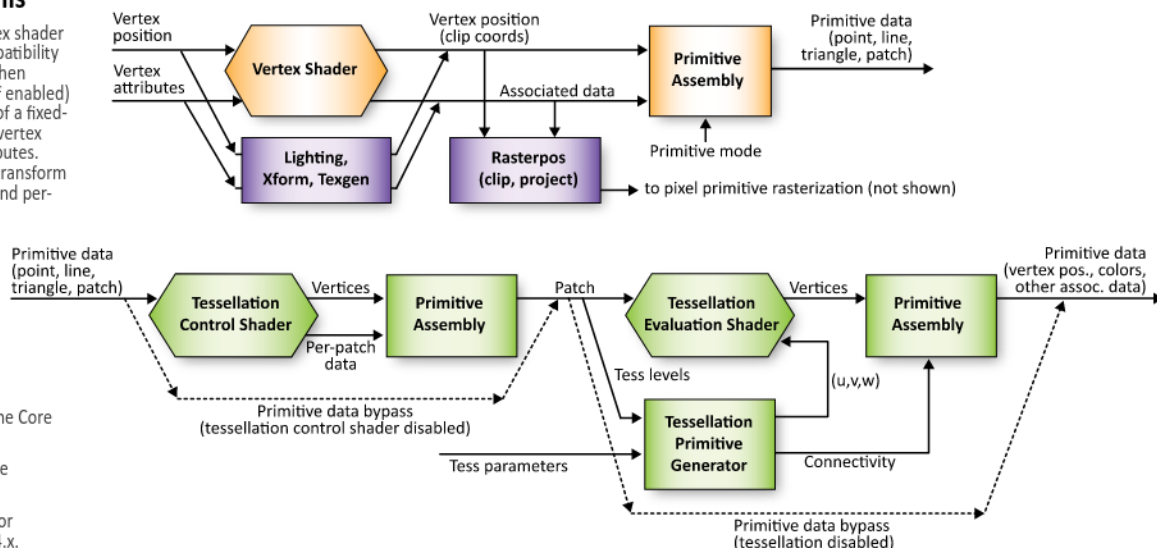 ex shader
patibility
hen
f enabled)
of a fixed-
vertex
butes.
ransform
nd per-
Vertex
position
Vertex
attributes
Vertex Shader
Lighting,
Xform, Texgen
Vertex position
(clip coords)
Associated data
Rasterpos
(clip, project)
to pixel primitive rasterization (not shown)
Primitive
Assembly
Primitive mode
Primitive data
(point, line,
triangle, patch)
Primitive data
(point, line,
triangle, patch)
Tessellation
Control Shader
Vertices
Per-patch
data
Primitive
Assembly
Primitive data bypass
(tessellation control shader disabled)
Patch
Tess levels
Tess parameters
Tessellation
Evaluation Shader
Tessellation
Primitive
Generator
(u,v,w)
Connectivity
Vertices
Primitive
Assembly
Primitive data
(vertex pos., colors,
other assoc. data)
Primitive data bypass
(tessellation disabled)
ne Core
e
or
4.x.